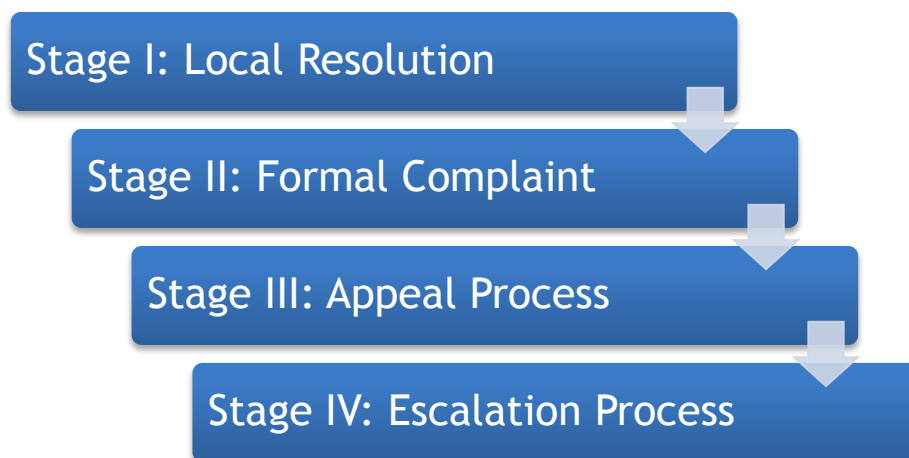 Stage I: Local Resolution
Stage II: Formal Complaint
Stage III: Appeal Process
Stage IV: Escalation Process